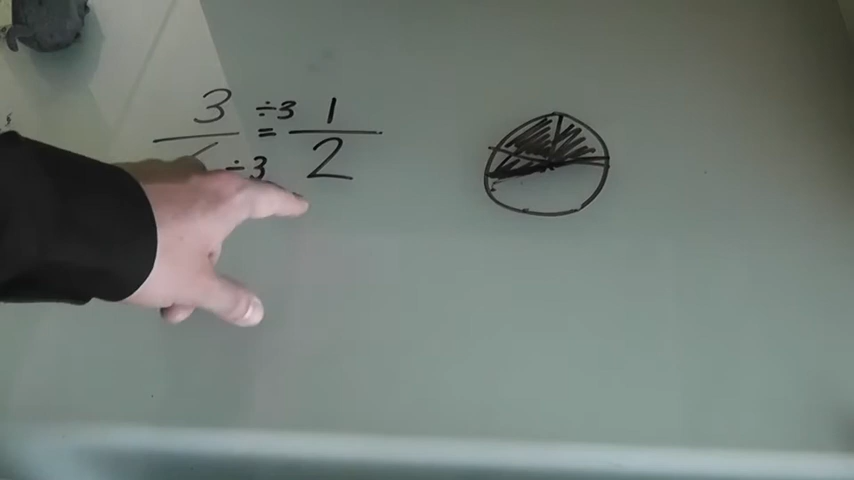 3 ÷3 = 1
÷3 2